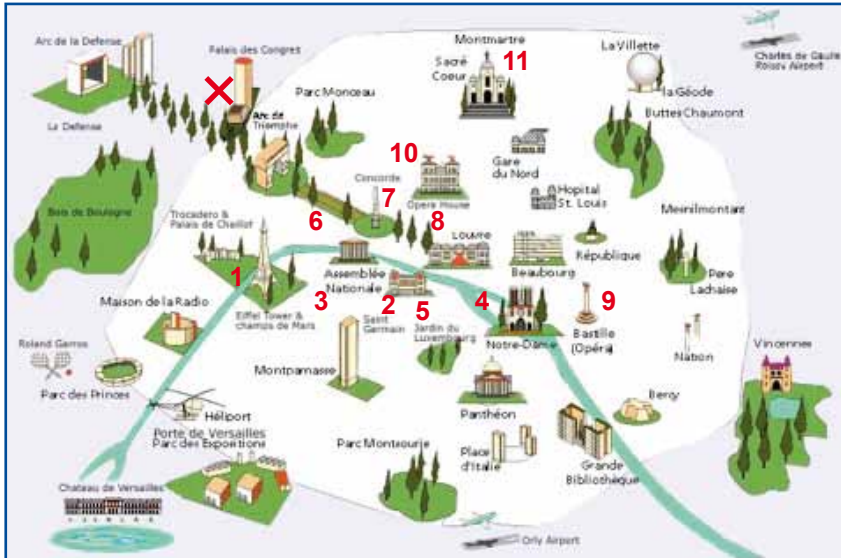 Arc de la Defense
La Defense
Palais des Congret
Arc de
Triomphe
Parc Monceau
Montmartre
Sacré
Coeur
11
La Villette
la Géode
Buttes Chaumont
Charles de Gaulle
Roissy Airport
10
Gare
du Nord
Concorde
7
Opera House
8
Hopital
St. Louis
Menilmontant
Bois de Boulogne
Trocadero &
Palais de Chaillot
6
Louvre
République
Beaubourg
Père
Lachaise
1
Assemblée
Nationale
3
2
5
4
9
Maison de la Radio
Eiffel Tower &
champs de Mars
Saint
Germain
Jardin du
Luxembourg
Notre-Dame
Bastille
(Opéra)
Nation
Vincennes
Roland Garros
Parc des Princes
Montparnasse
Panthéon
Bercy
Héliport
Porte de Versailles
Parc des Expositions
Parc Montsourie
Place
d'Italie
Grande
Bibliothèque
Chateau de Versailles
Orly Airport